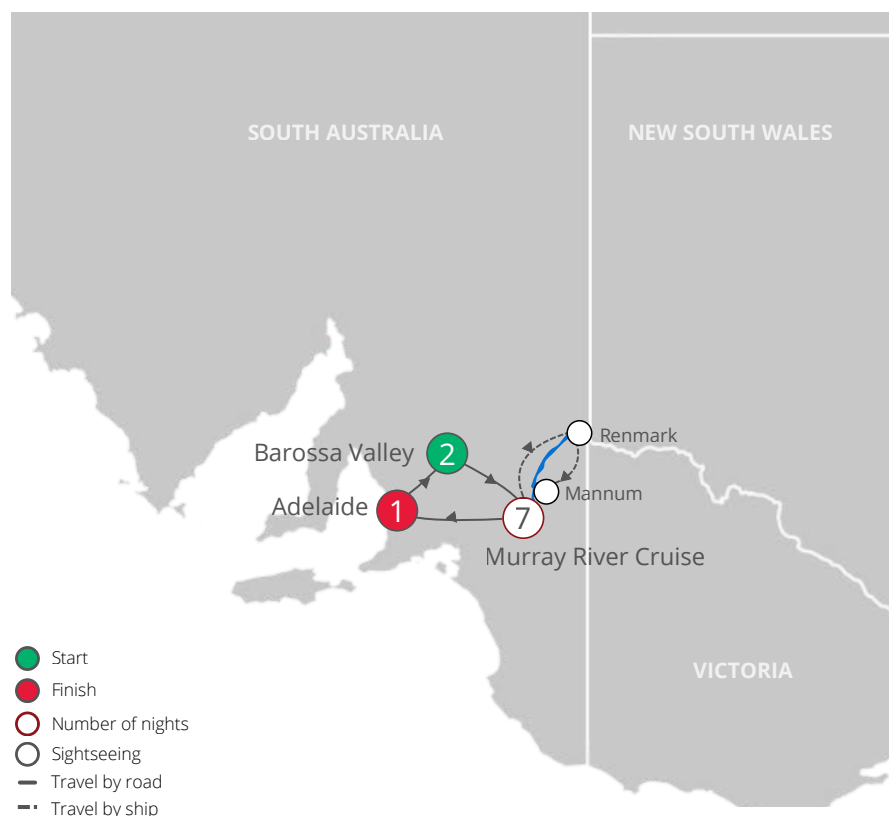 SOUTH AUSTRALIA
NEW SOUTH WALES
Renmark
Barossa Valley
2
Mannum
Adelaide
1
7
Murray River Cruise
VICTORIA
Start
Finish
Number of nights
Sightseeing
Travel by road
Travel by ship